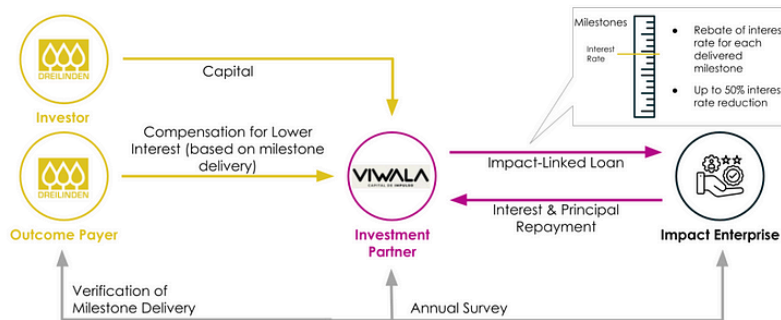 DREILINDEN
Investor
Capital
DREILINDEN
Outcome Payer
Compensation for Lower
Interest (based on milestone
delivery)
VIWALA
CAPITAL DE IMPULSO
Investment
Partner
Impact-Linked Loan
Interest & Principal
Repayment
Impact Enterprise
Milestones
Interest
Rate
• Rebate of interest
rate for each
delivered
milestone
• Up to 50% interest
rate reduction
Verification of
Milestone Delivery
Annual Survey